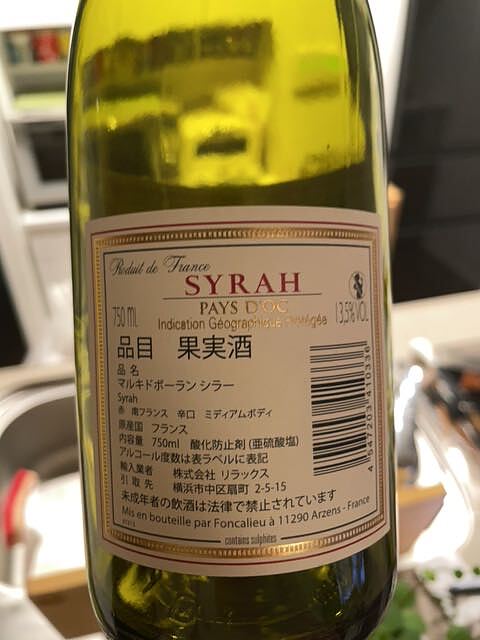 Produit de France
SYRAH
PAYS D'OC
750 ML
Indication Géographique Protégée
13,5% VOL
品目 果実酒
品名
マルキドボーラン シラー
Syrah
赤 南フランス 辛口 ミディアムボディ
原産国 フランス
内容量 750ml 酸化防止剤(亜硫酸塩)
アルコール度数は表ラベルに表記
輸入業者 株式会社 リラックス
引取先 横浜市中区扇町 2-5-15
未成年者の飲酒は法律で禁止されています
Mis en bouteille par Foncalieu à 11290 Arzens - France
contains sulphites
4 547203 410336